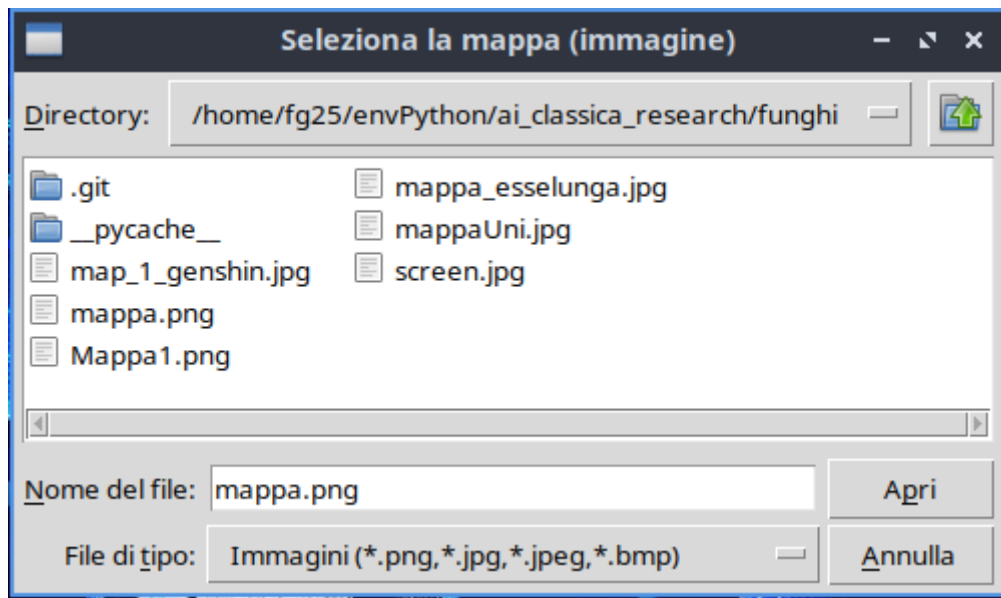 Seleziona la mappa (immagine)
Directory: /home/fg25/envPython/ai_classica_research/funghi
.git
__pycache__
map_1_genshin.jpg
mappa.png
Mappa1.png
mappa_esselunga.jpg
mappaUni.jpg
screen.jpg
Nome del file: mappa.png Apri
File di tipo: Immagini (*.png,*.jpg,*.jpeg,*.bmp) Annulla